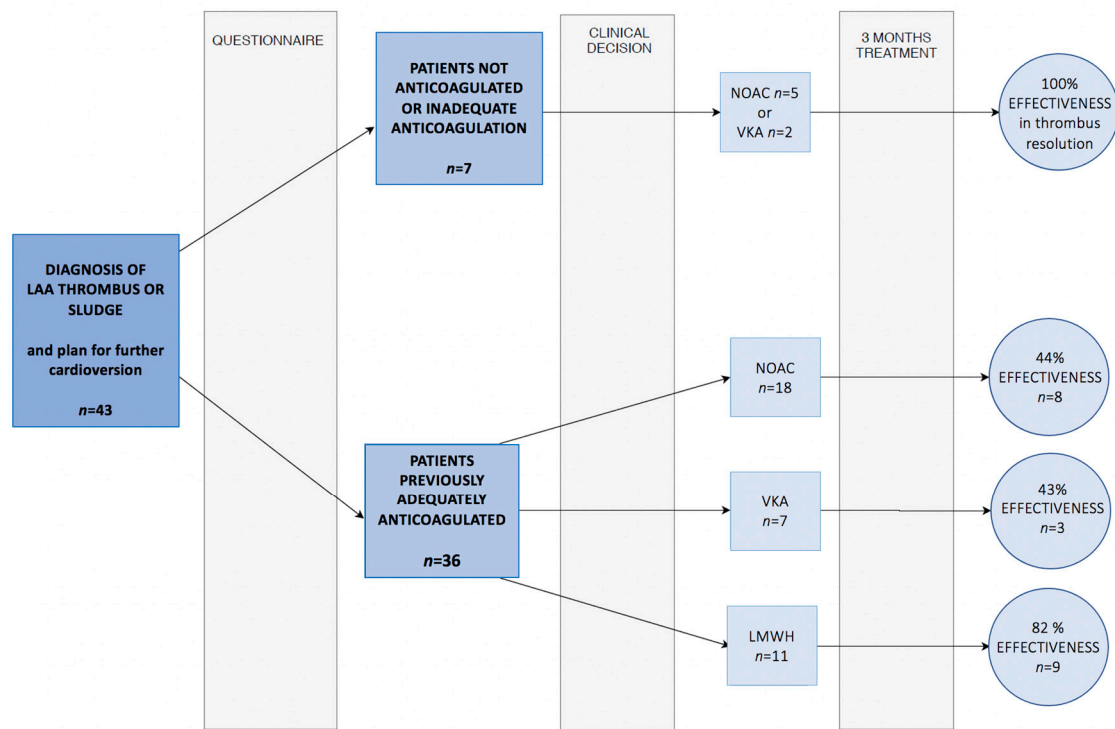 QUESTIONNAIRE
CLINICAL
DECISION
3 MONTHS
TREATMENT
DIAGNOSIS OF
LAA THROMBUS OR
SLUDGE
and plan for further
cardioversion
n=43
PATIENTS NOT
ANTICOAGULATED
OR INADEQUATE
ANTICOAGULATION
n=7
NOAC n=5
or
VKA n=2
100%
EFFECTIVENESS
in thrombus
resolution
PATIENTS
PREVIOUSLY
ADEQUATELY
ANTICOAGULATED
n=36
NOAC
n=18
44%
EFFECTIVENESS
n=8
VKA
n=7
43%
EFFECTIVENESS
n=3
LMWH
n=11
82 %
EFFECTIVENESS
n=9